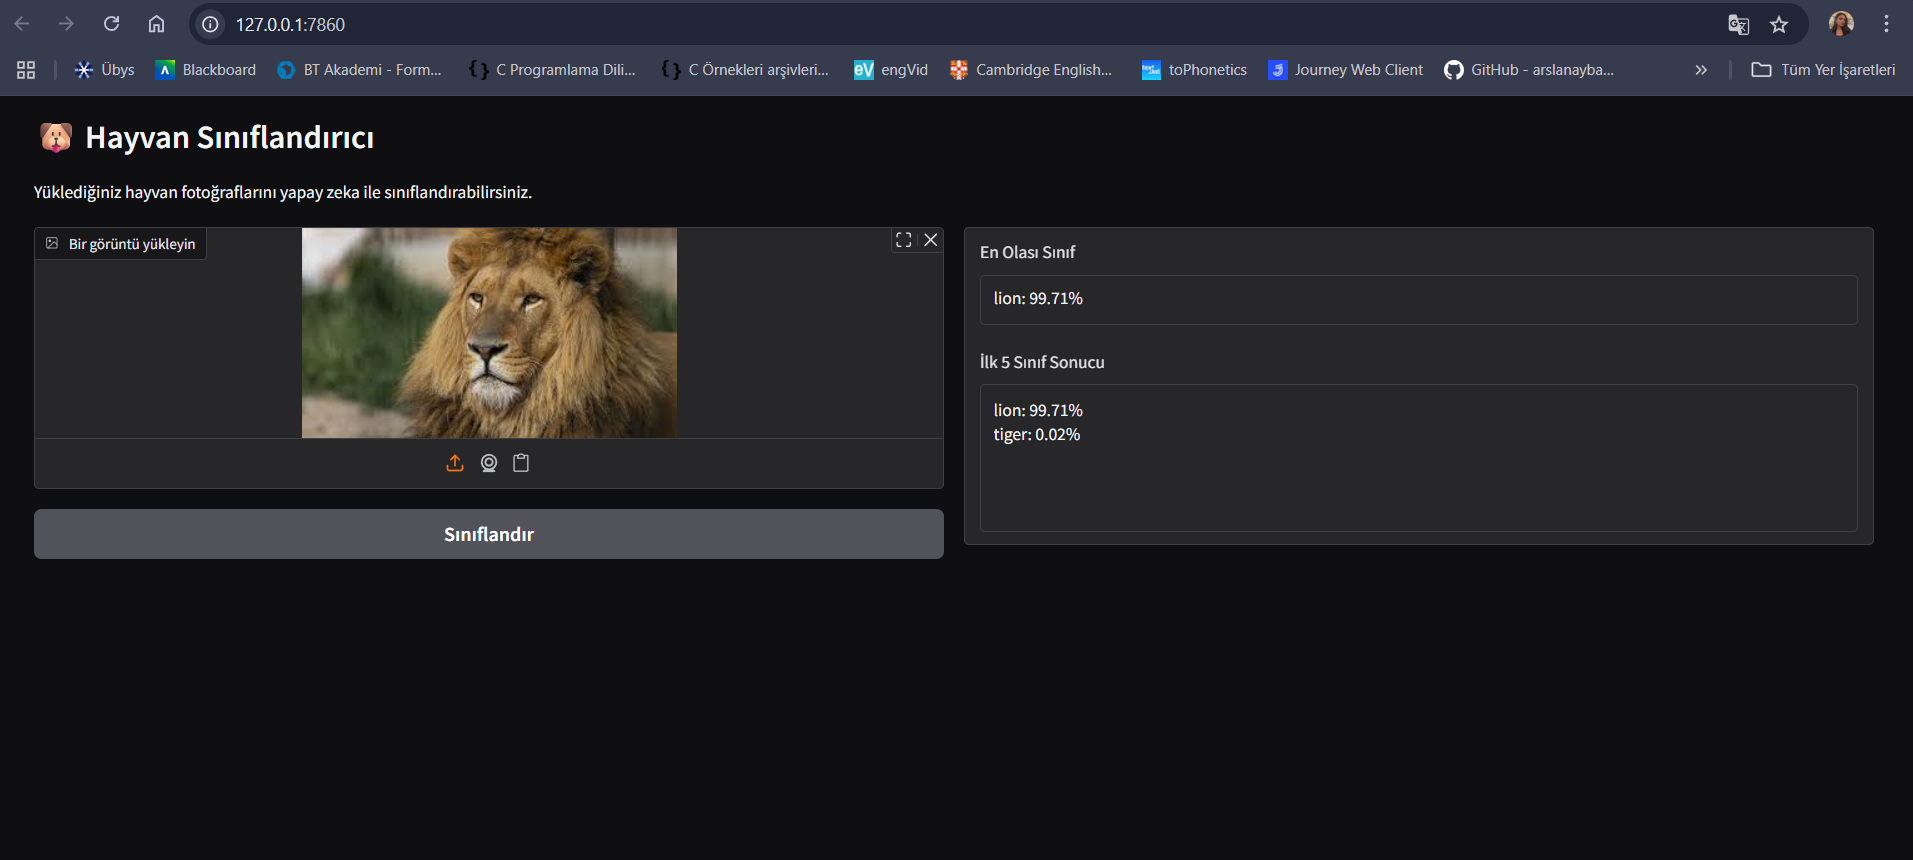 127.0.0.1:7860
Übys
Blackboard
BT Akademi - Form...
C Programlama Dili...
C Örnekleri arşivleri...
engVid
Cambridge English...
toPhonetics
Journey Web Client
GitHub - arslanayba...
Tüm Yer İşaretleri
Hayvan Sınıflandırıcı
Yüklediğiniz hayvan fotoğraflarını yapay zeka ile sınıflandırabilirsiniz.
Bir görüntü yükleyin
Sınıflandır
En Olası Sınıf
lion: 99.71%
İlk 5 Sınıf Sonucu
lion: 99.71%
tiger: 0.02%